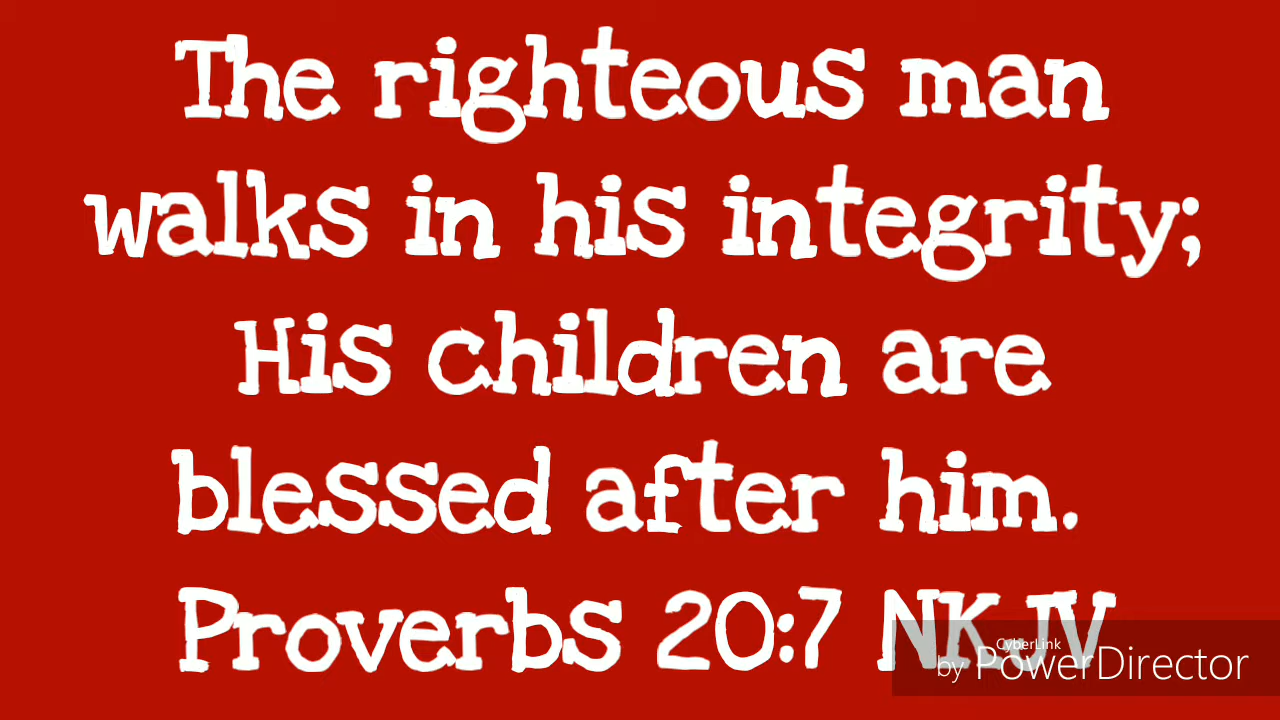 The righteous man
walks in his integrity;
His children are
blessed after him.
Proverbs 20:7 NKJV
CyberLink
by PowerDirector